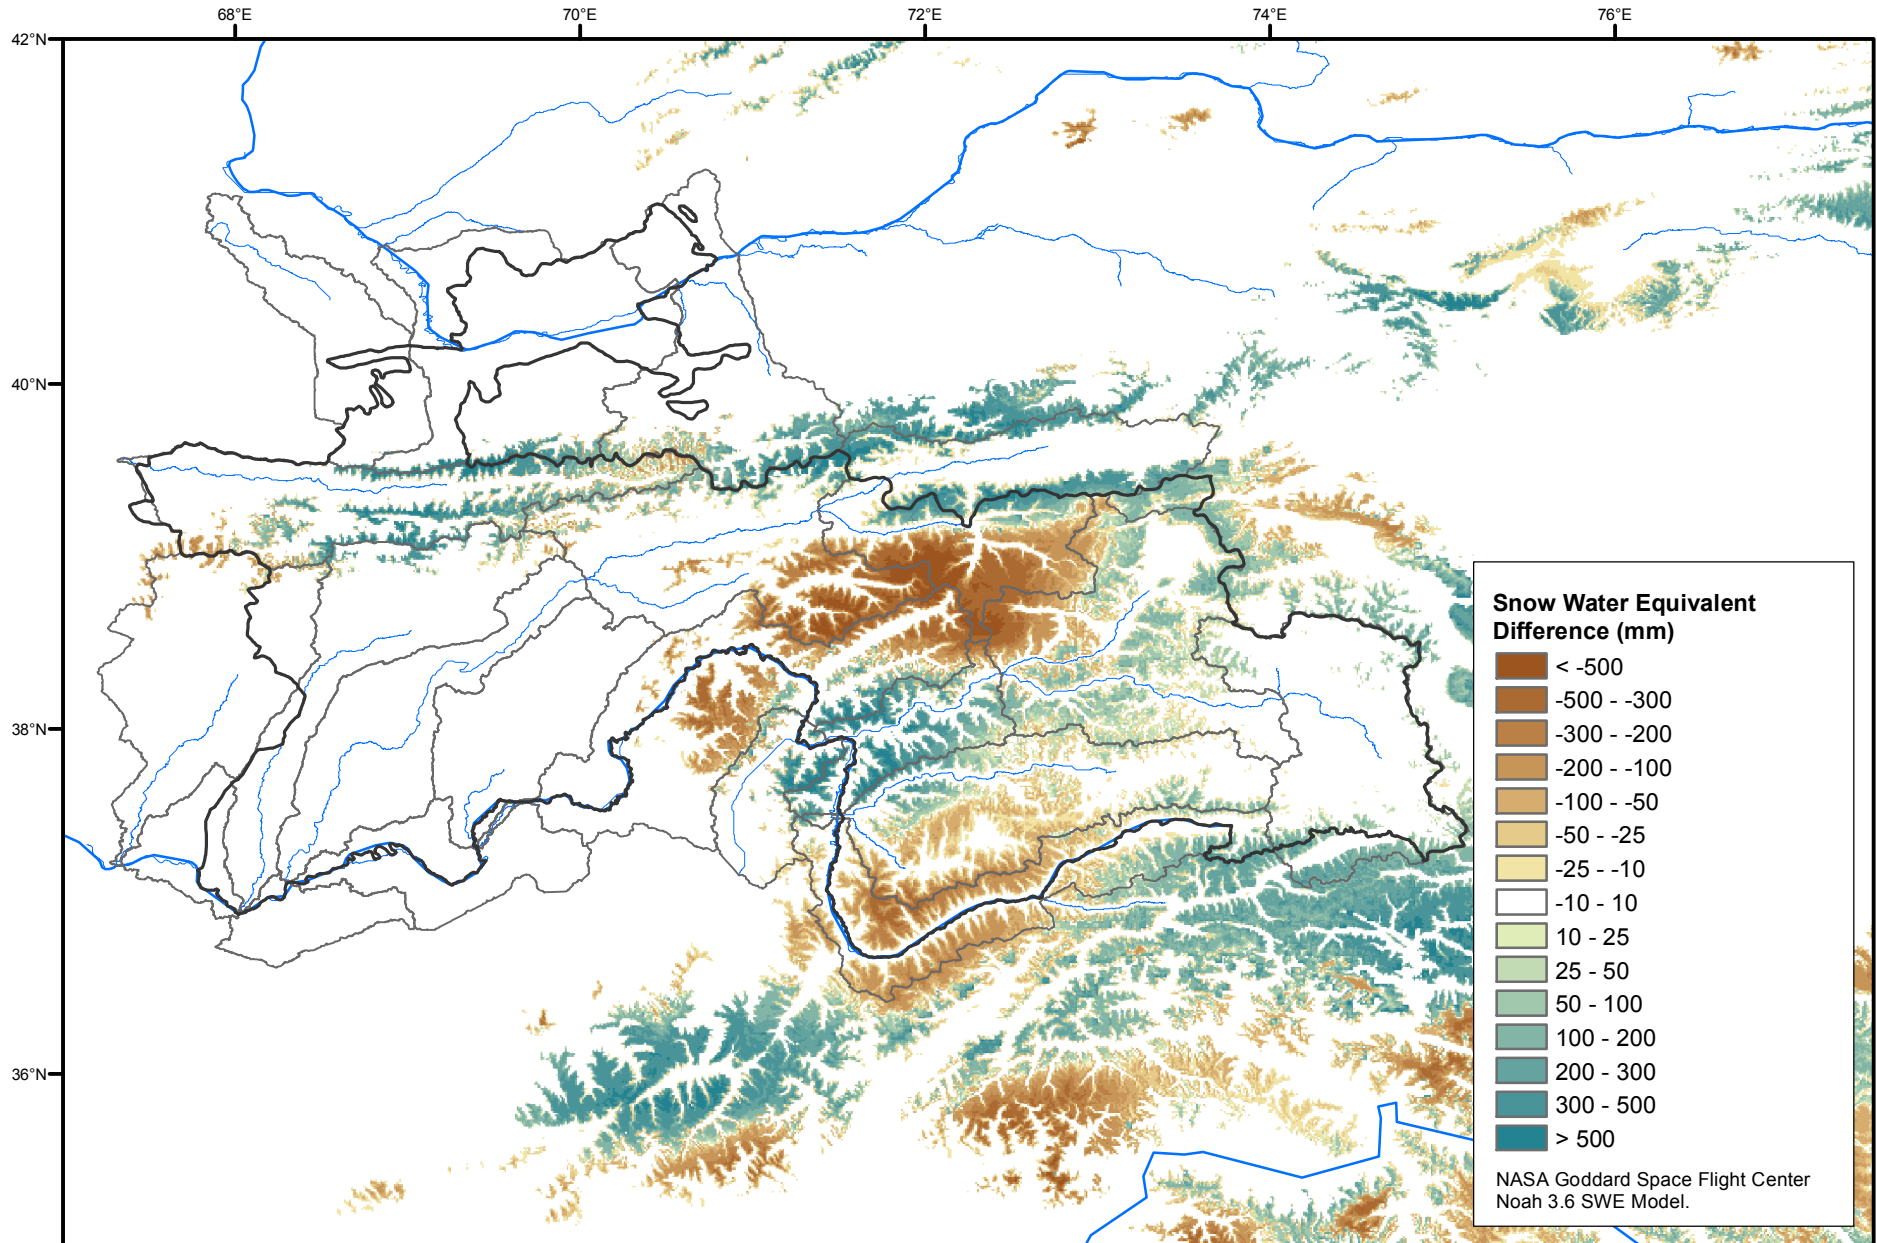 68°E 70°E 72°E 74°E 76°E
42°N
40°N
38°N
36°N
Snow Water Equivalent
Difference (mm)
< -500
-500 - -300
-300 - -200
-200 - -100
-100 - -50
-50 - -25
-25 - -10
-10 - 10
10 - 25
25 - 50
50 - 100
100 - 200
200 - 300
300 - 500
> 500
NASA Goddard Space Flight Center
Noah 3.6 SWE Model.